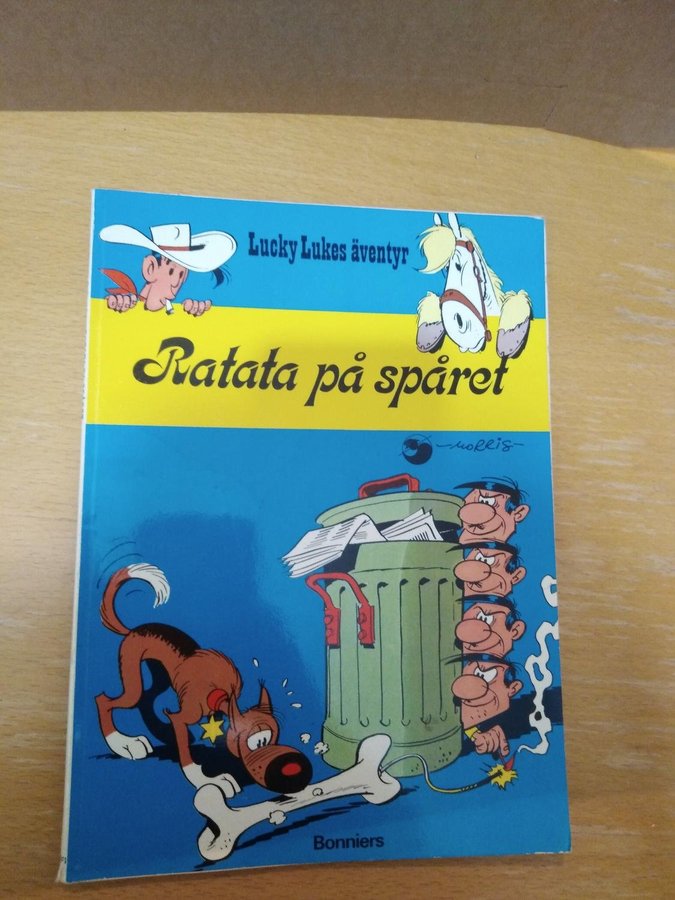 Lucky Lukes äventyr
Ratata på spåret
-MORRIS-
Bonniers